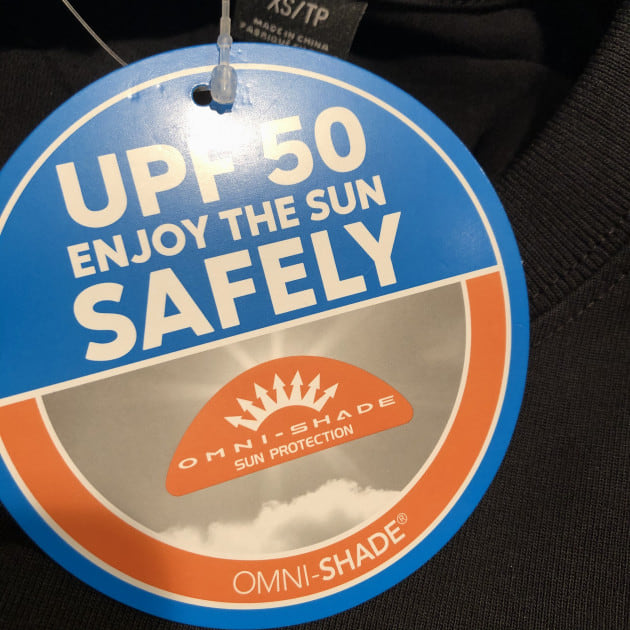 XS/TP
MADE IN CHINA
UPF 50
ENJOY THE SUN
SAFELY
OMNI-SHADE
SUN PROTECTION
OMNI-SHADE®